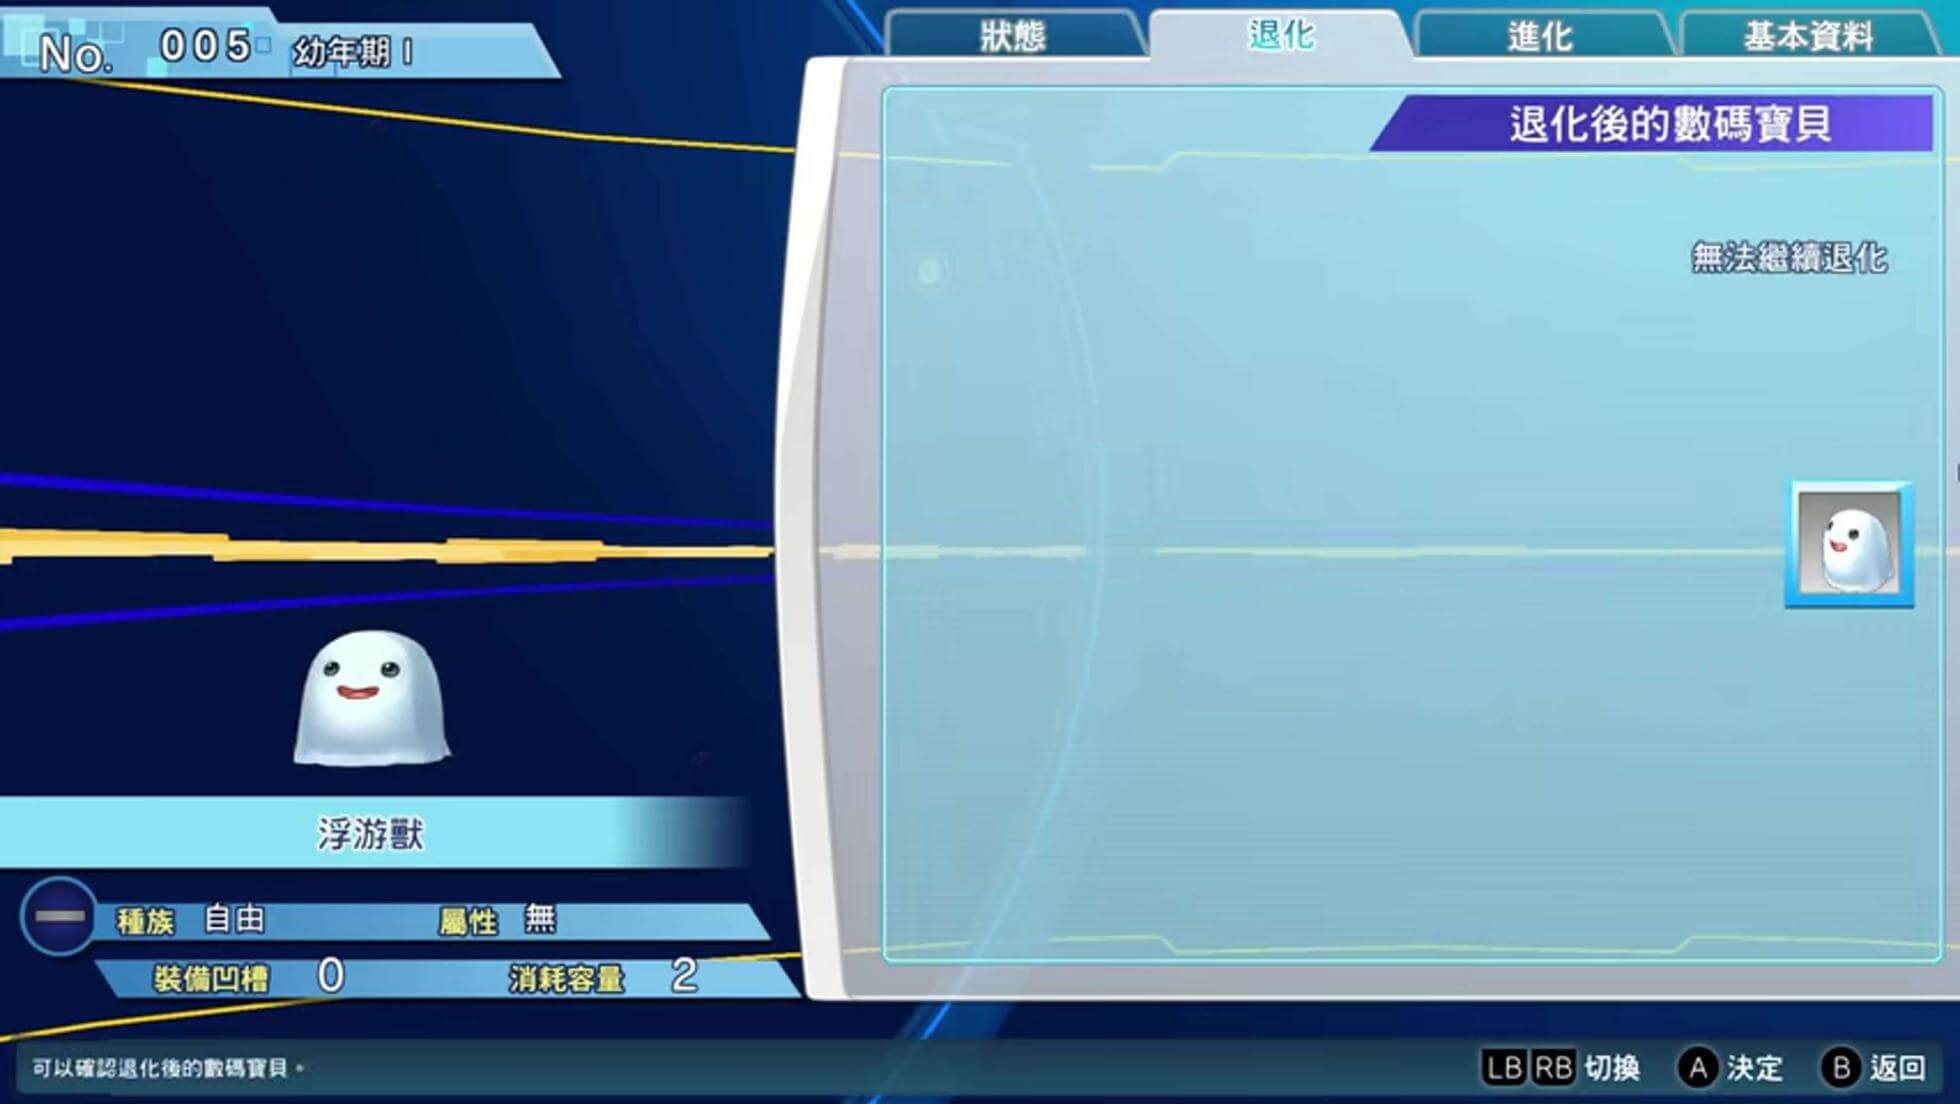 No. 005 幼年期 I
狀態 退化 進化 基本資料
退化後的數碼寶貝
無法繼續退化
浮游獸
種族 自由 屬性 無
裝備凹槽 0 消耗容量 2
可以確認退化後的數碼寶貝。
LB RB 切換 A 決定 B 返回